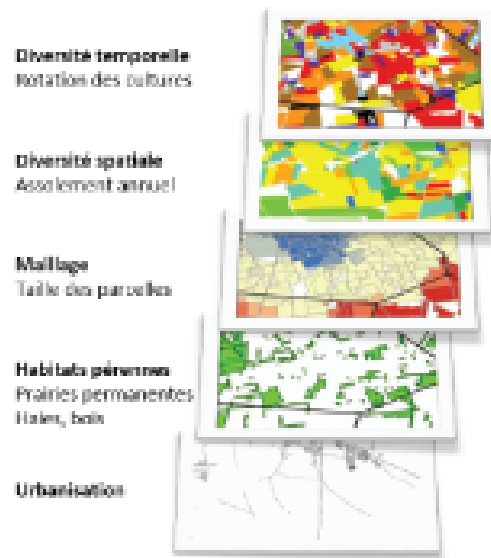 Diversité temporelle
Rotation des cultures
Diversité spatiale
Assolement annuel
Maillage
Taille des parcelles
Habitats pérennes
Prairies permanentes
Haies, bois
Urbanisation